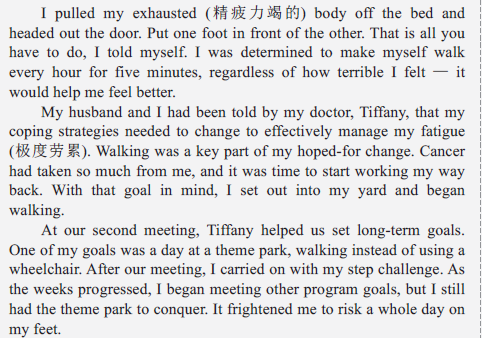 I pulled my exhausted (精疲力竭的) body off the bed and
headed out the door. Put one foot in front of the other. That is all you
have to do, I told myself. I was determined to make myself walk
every hour for five minutes, regardless of how terrible I felt — it
would help me feel better.
My husband and I had been told by my doctor, Tiffany, that my
coping strategies needed to change to effectively manage my fatigue
(极度劳累). Walking was a key part of my hoped-for change. Cancer
had taken so much from me, and it was time to start working my way
back. With that goal in mind, I set out into my yard and began
walking.
At our second meeting, Tiffany helped us set long-term goals.
One of my goals was a day at a theme park, walking instead of using a
wheelchair. After our meeting, I carried on with my step challenge. As
the weeks progressed, I began meeting other program goals, but I still
had the theme park to conquer. It frightened me to risk a whole day on
my feet.